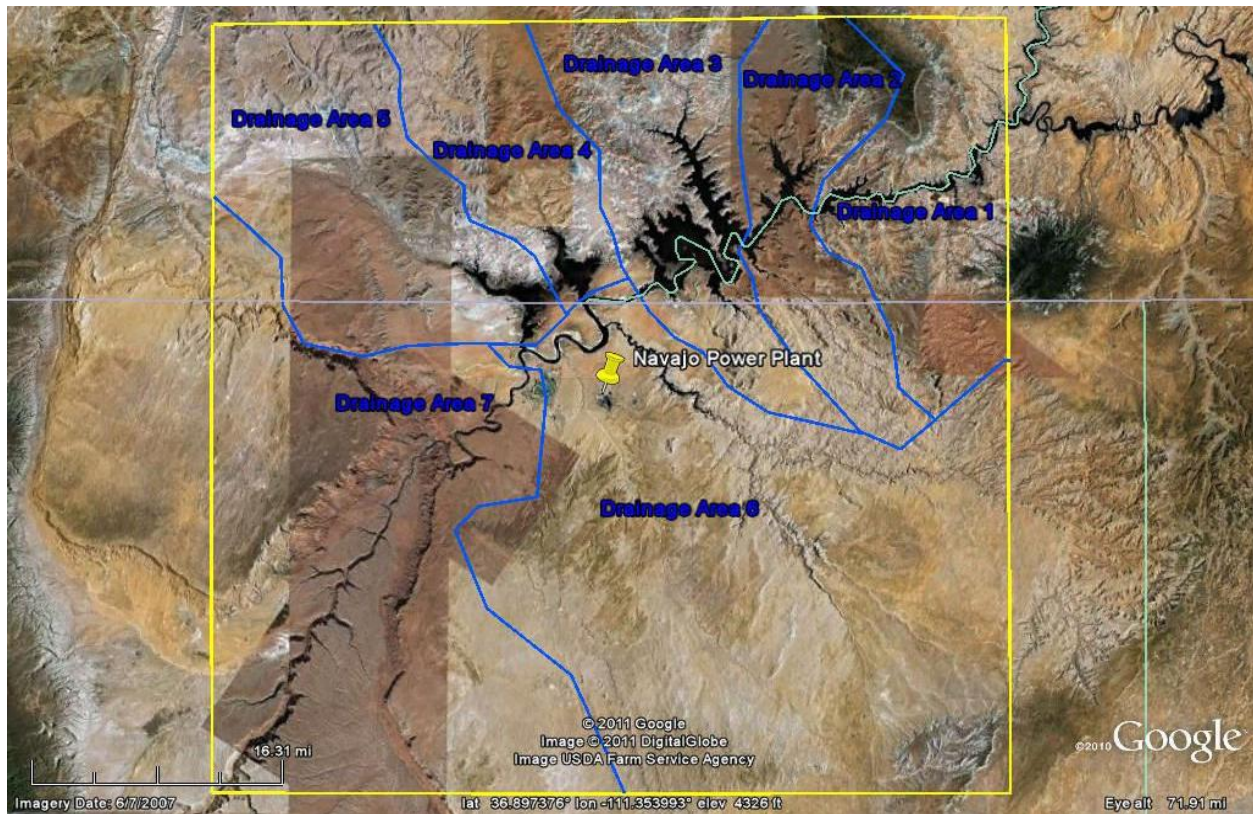 Drainage Area 3
Drainage Area 2
Drainage Area 5
Drainage Area 4
Drainage Area 1
Navajo Power Plant
Drainage Area 7
Drainage Area 6
© 2011 Google
Image © 2011 DigitalGlobe
Image USDA Farm Service Agency
©2010 Google
16.31 mi
Imagery Date: 6/7/2007
lat 36.897376° lon -111.353993° elev 4326 ft
Eye alt 71.91 mi